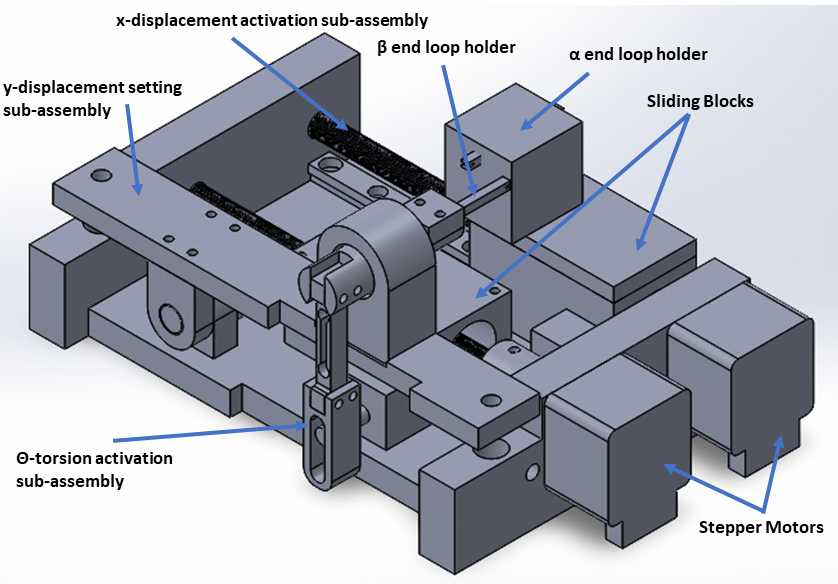 x-displacement activation sub-assembly
β end loop holder
α end loop holder
y-displacement setting
sub-assembly
Sliding Blocks
Θ-torsion activation
sub-assembly
Stepper Motors